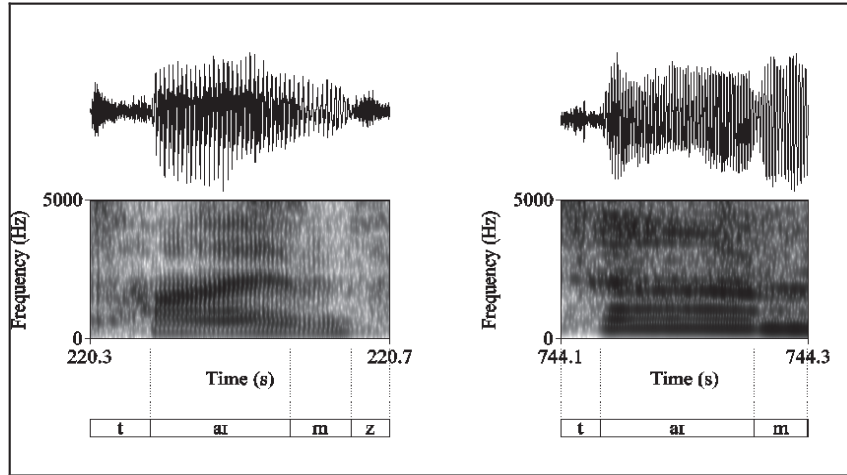 5000
Frequency (Hz)
0
220.3
220.7
Time (s)
t
aɪ
m
z
5000
Frequency (Hz)
0
744.1
744.3
Time (s)
t
aɪ
m